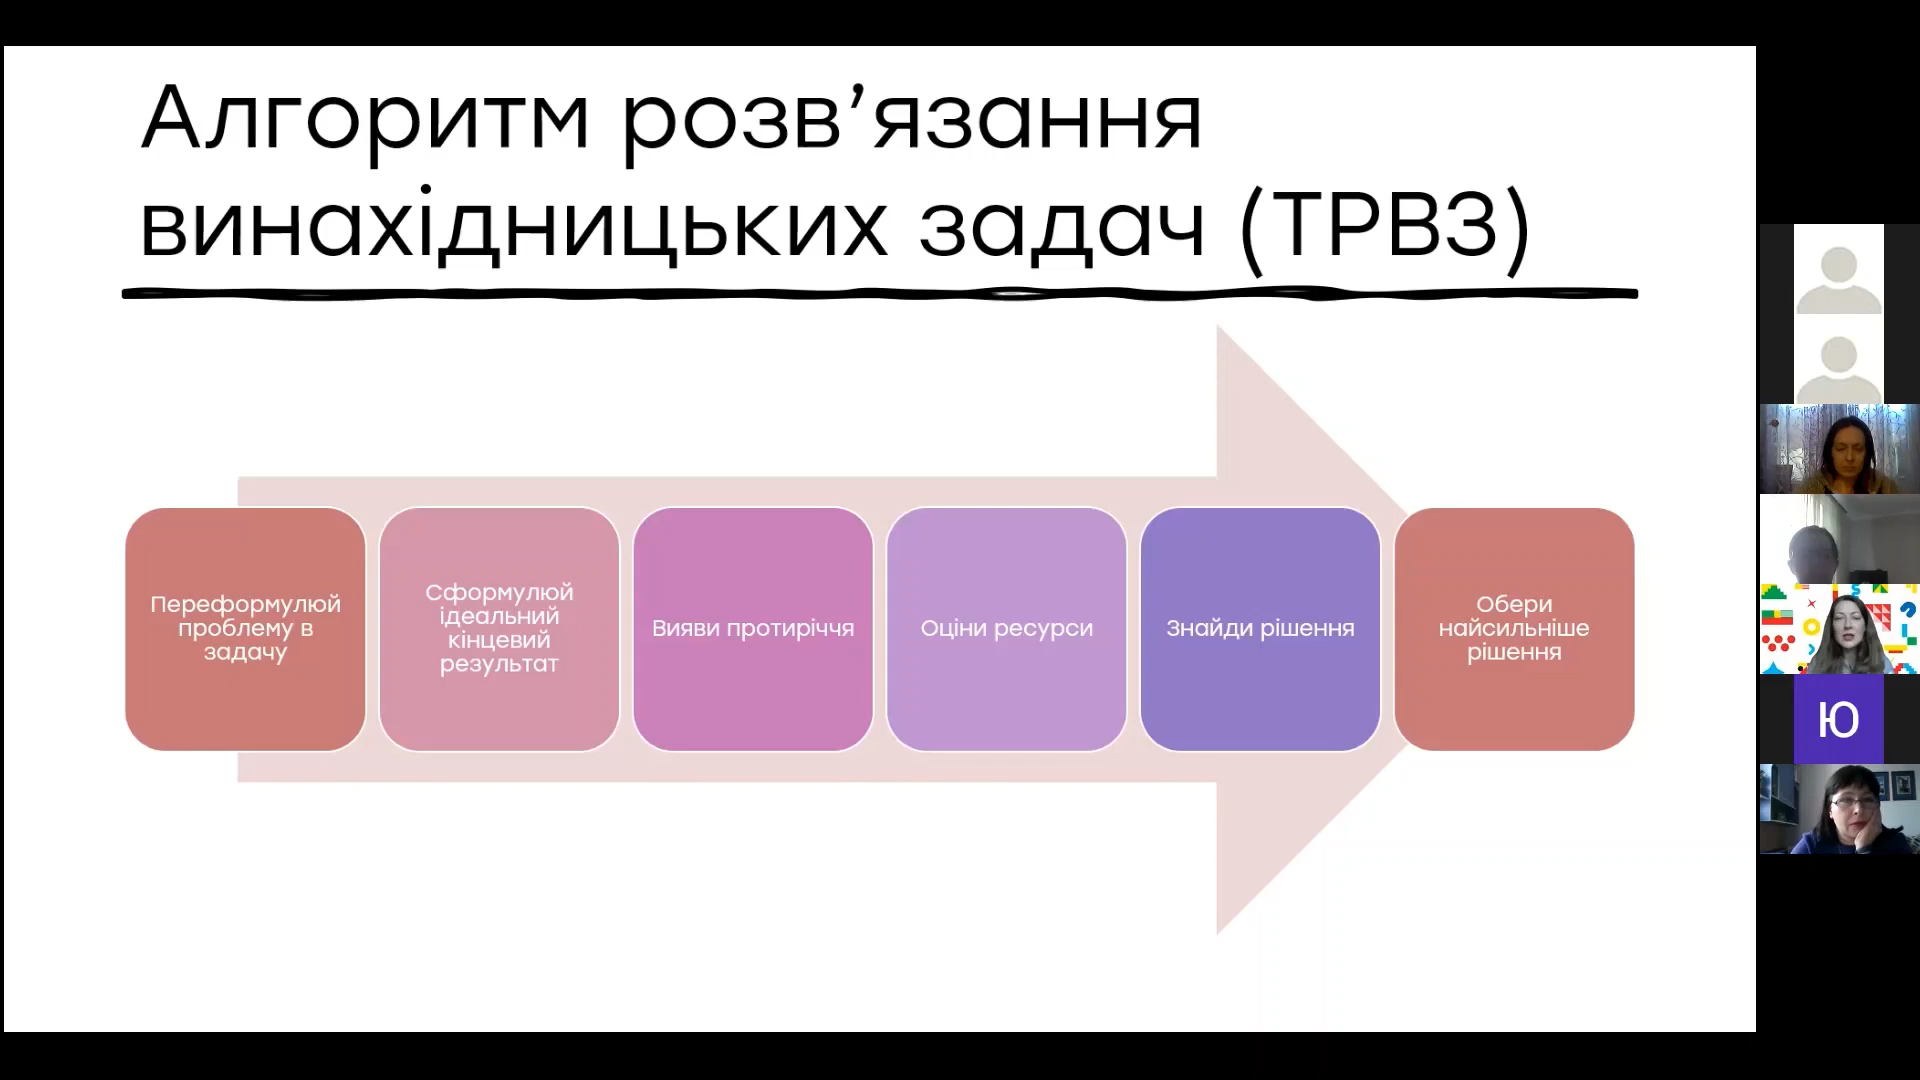 Алгоритм розв’язання
винахідницьких задач (ТРВЗ)
Переформулюй
проблему в
задачу
Сформулюй
ідеальний
кінцевий
результат
Вияви протиріччя
Оціни ресурси
Знайди рішення
Обери
найсильніше
рішення
Ю